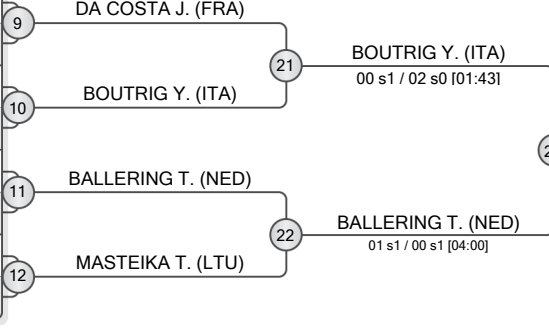 DA COSTA J. (FRA)
9
21
BOUTRIG Y. (ITA)
00 s1 / 02 s0 [01:43]
BOUTRIG Y. (ITA)
10
BALLERING T. (NED)
11
22
BALLERING T. (NED)
01 s1 / 00 s1 [04:00]
MASTEIKA T. (LTU)
12